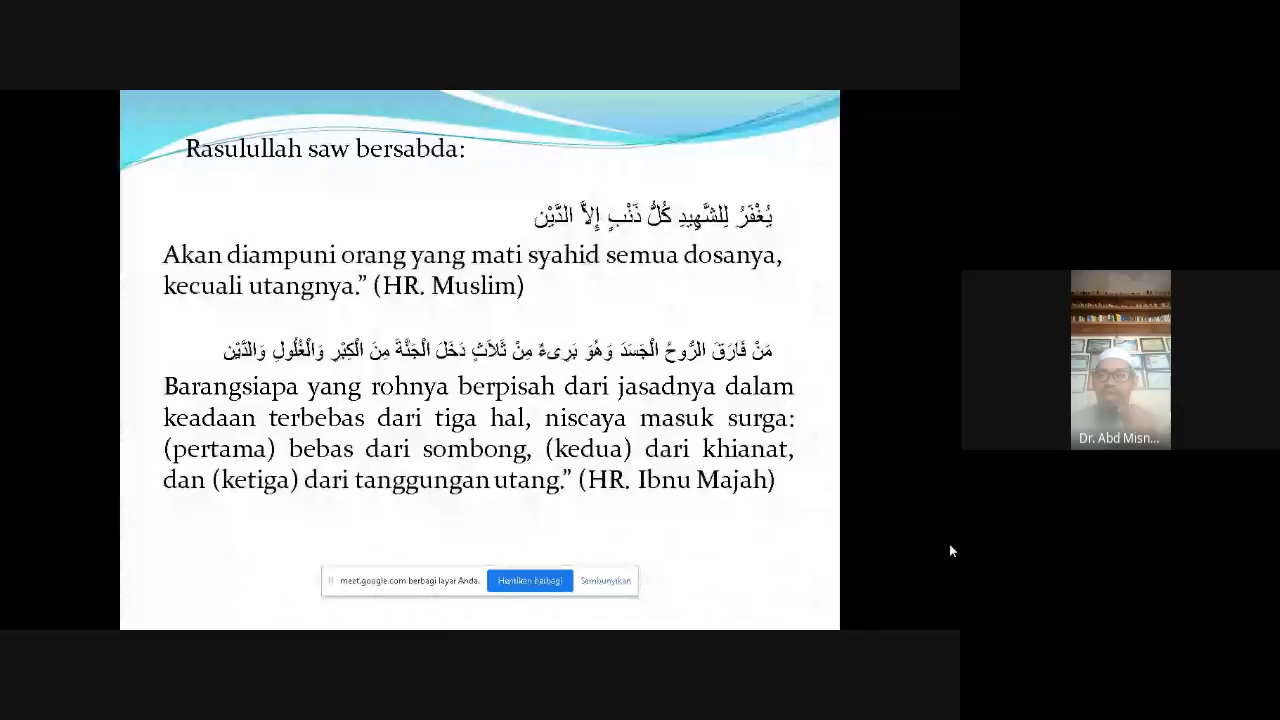 Rasulullah saw bersabda:
يُغْفَرُ لِلشَّهِيدِ كُلُّ ذَنْبٍ إِلاَّ الدَّيْن
Akan diampuni orang yang mati syahid semua dosanya,
kecuali utangnya.” (HR. Muslim)
مَنْ فَارَقَ الرُّوحُ الْجَسَدَ وَهُوَ بَرِىءٌ مِنْ ثَلاَثٍ دَخَلَ الْجَنَّةَ مِنَ الْكِبْرِ وَالْغُلُولِ وَالدَّيْن
Barangsiapa yang rohnya berpisah dari jasadnya dalam
keadaan terbebas dari tiga hal, niscaya masuk surga:
(pertama) bebas dari sombong, (kedua) dari khianat,
dan (ketiga) dari tanggungan utang.” (HR. Ibnu Majah)
meet.google.com berbagi layar Anda.
Hentikan berbagi
Sembunyikan
Dr. Abd Misn...